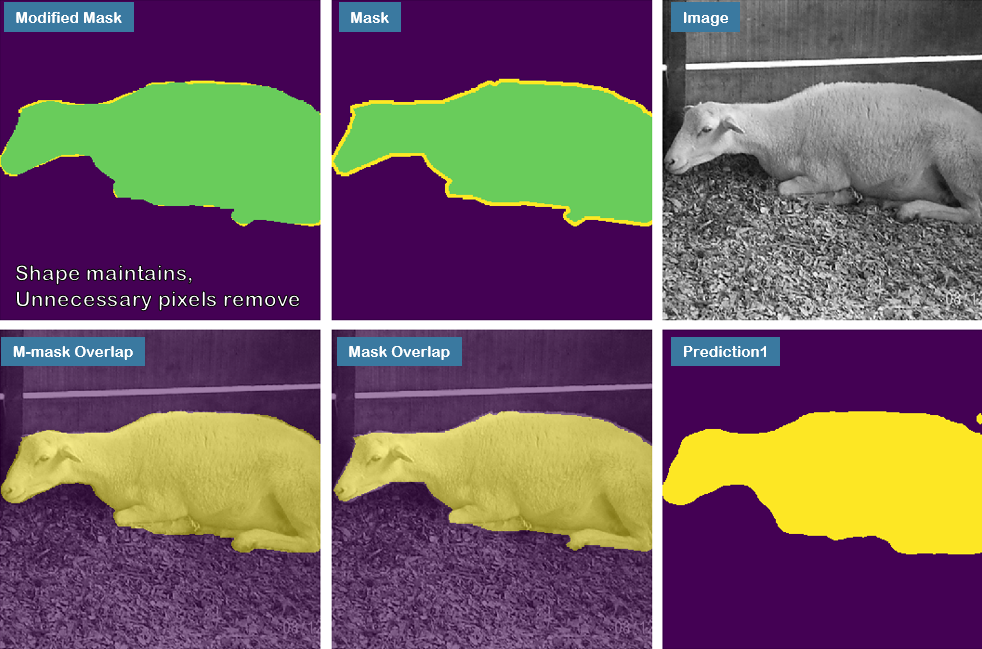 Modified Mask
Mask
Image
Shape maintains,
Unnecessary pixels remove
M-mask Overlap
Mask Overlap
Prediction1